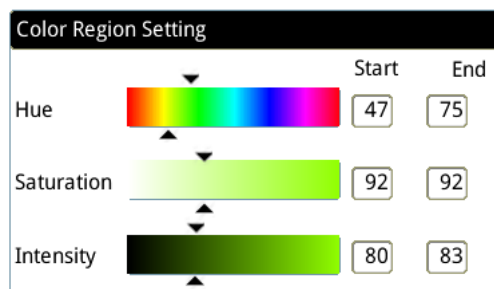 Color Region Setting
Start End
Hue 47 75
Saturation 92 92
Intensity 80 83